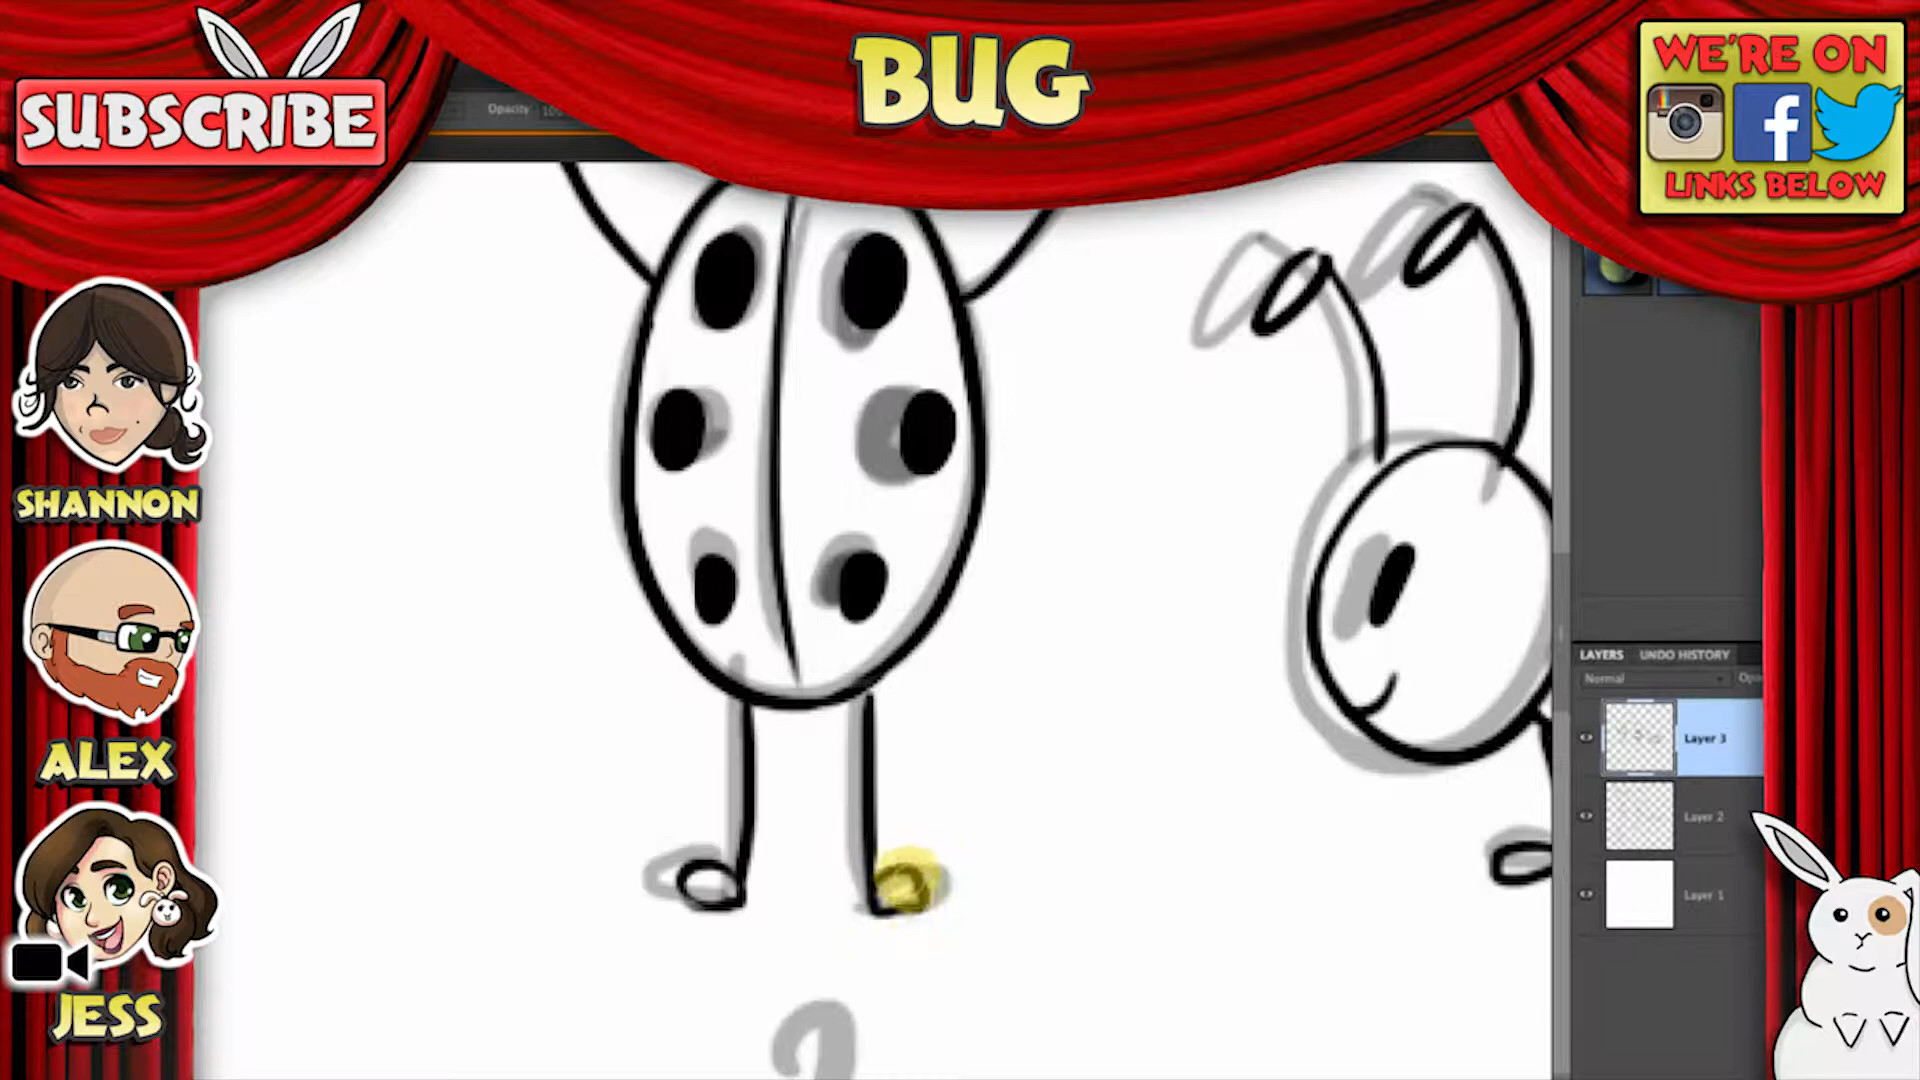 SUBSCRIBE
BUG
WE'RE ON
LINKS BELOW
Opacity:
SHANNON
ALEX
JESS
LAYERS UNDO HISTORY
Normal
Layer 3
Layer 2
Layer 1